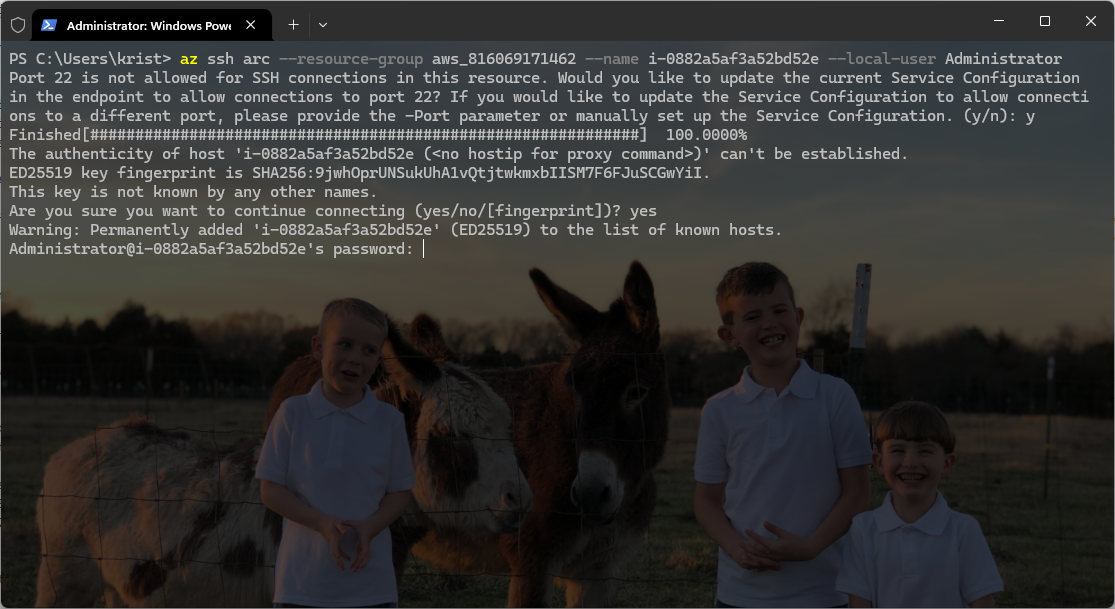 Administrator: Windows Powe
PS C:\Users\krist> az ssh arc --resource-group aws_816069171462 --name i-0882a5af3a52bd52e --local-user Administrator
Port 22 is not allowed for SSH connections in this resource. Would you like to update the current Service Configuration
in the endpoint to allow connections to port 22? If you would like to update the Service Configuration to allow connecti
ons to a different port, please provide the -Port parameter or manually set up the Service Configuration. (y/n): y
Finished[#############################################################]  100.0000%
The authenticity of host 'i-0882a5af3a52bd52e (<no hostip for proxy command>)' can't be established.
ED25519 key fingerprint is SHA256:9jwhOprUNSukUhA1vQtjtwkmxbIISM7F6FJuSCGwYiI.
This key is not known by any other names.
Are you sure you want to continue connecting (yes/no/[fingerprint])? yes
Warning: Permanently added 'i-0882a5af3a52bd52e' (ED25519) to the list of known hosts.
Administrator@i-0882a5af3a52bd52e's password: